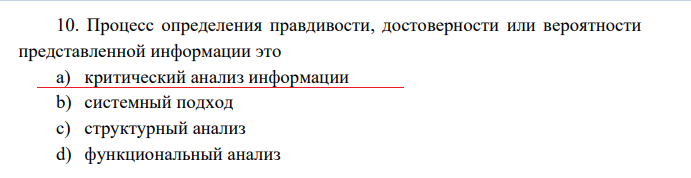 10. Процесс определения правдивости, достоверности или вероятности
представленной информации это
a) критический анализ информации
b) системный подход
c) структурный анализ
d) функциональный анализ